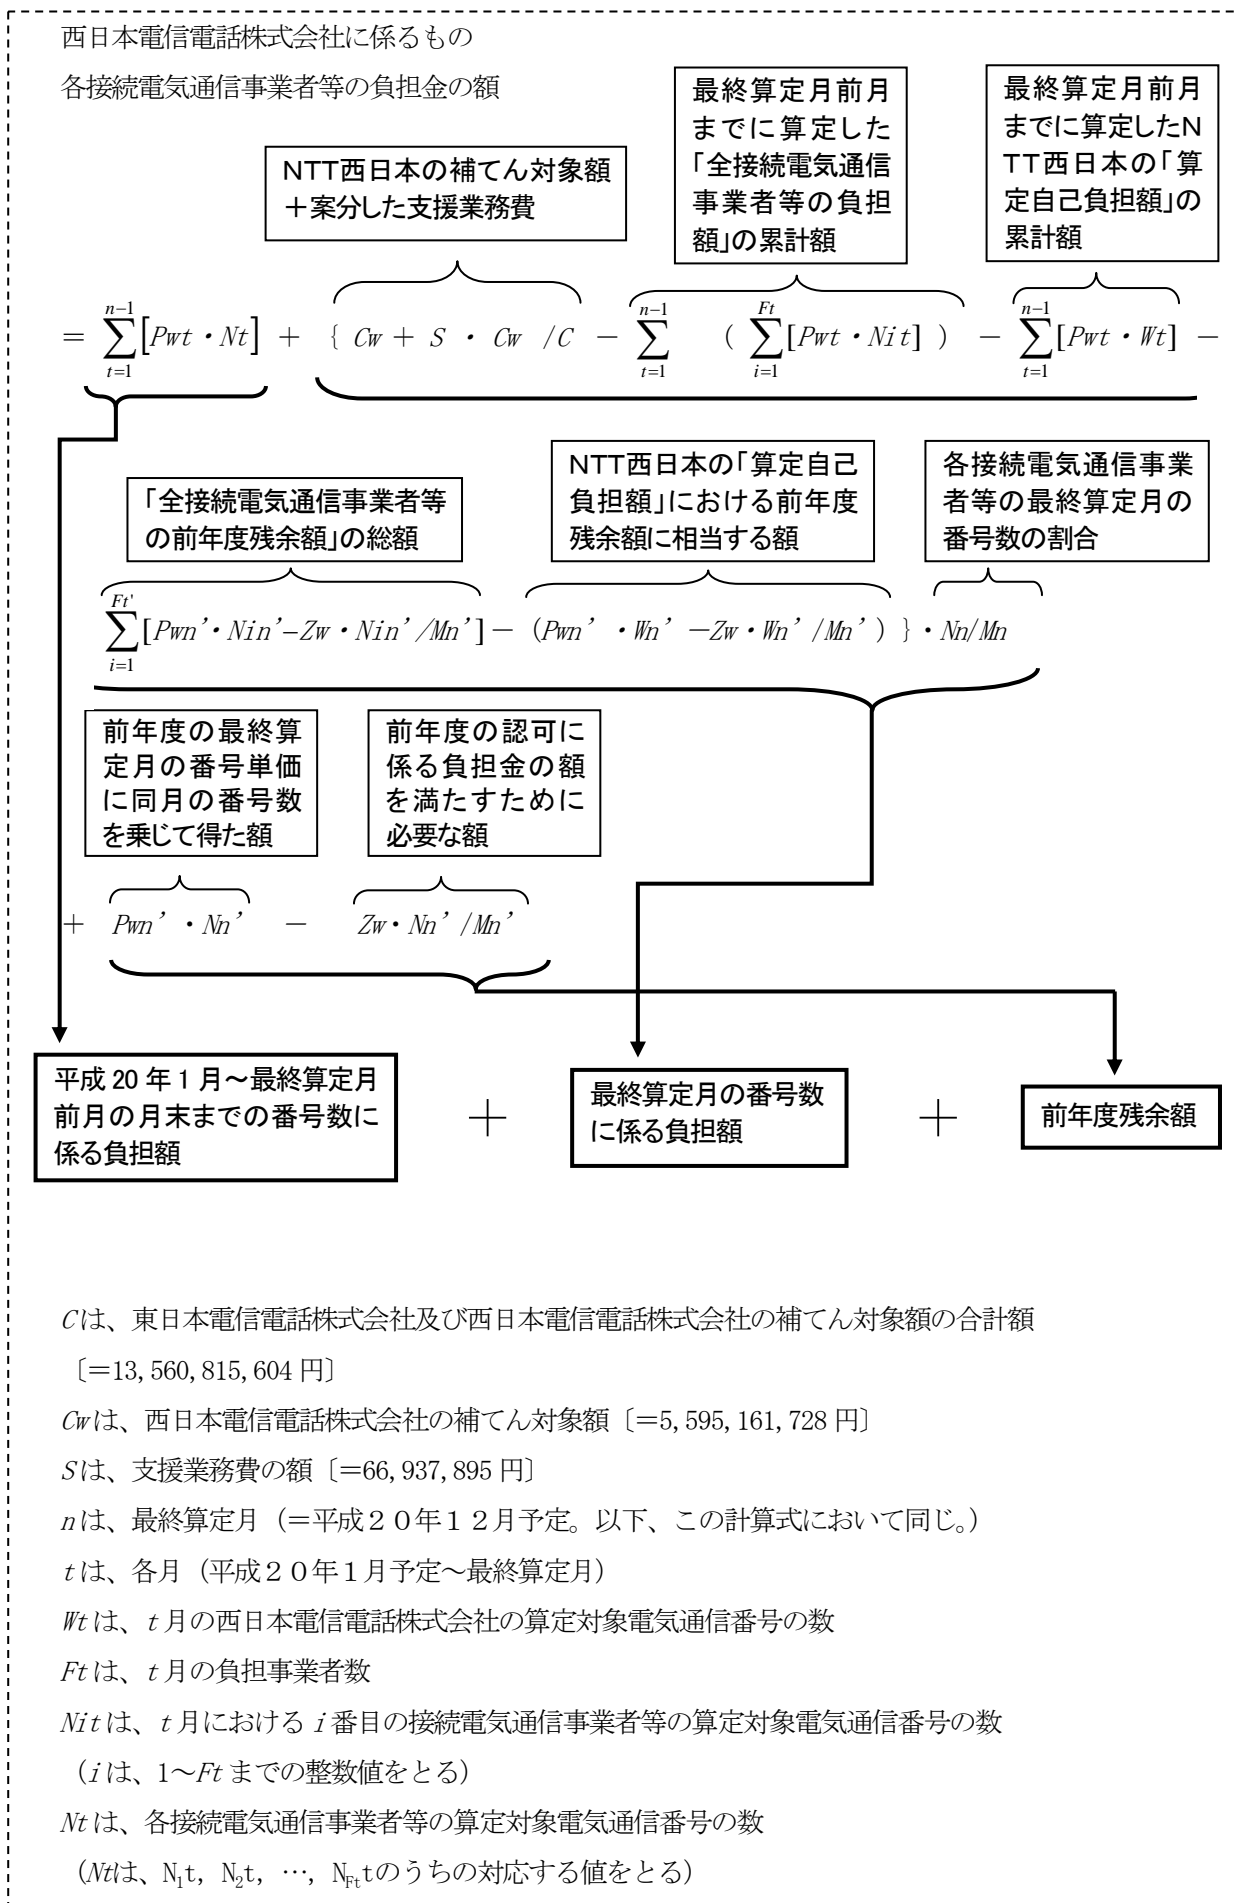 西日本電信電話株式会社に係るもの
各接続電気通信事業者等の負担金の額
NTT西日本の補てん対象額
＋案分した支援業務費
最終算定月前月
までに算定した
「全接続電気通信
事業者等の負担
額」の累計額
最終算定月前月
までに算定したN
TT西日本の「算
定自己負担額」の
累計額
＝ \sum_{t=1}^{n-1}[Pwt・Nt] ＋ { Cw ＋ S ・ Cw /C － \sum_{t=1}^{n-1} ( \sum_{i=1}^{Ft}[Pwt・Nit] ) － \sum_{t=1}^{n-1}[Pwt・Wt] －
「全接続電気通信事業者等
の前年度残余額」の総額
NTT西日本の「算定自己
負担額」における前年度
残余額に相当する額
各接続電気通信事業
者等の最終算定月の
番号数の割合
\sum_{i=1}^{Ft'}[Pwn’・Nin’−Zw・Nin’/Mn’]－（Pwn’・Wn’−Zw・Wn’/Mn’）}・Nn/Mn
前年度の最終算
定月の番号単価
に同月の番号数
を乗じて得た額
前年度の認可に
係る負担金の額
を満たすために
必要な額
＋ Pwn’・Nn’ － Zw・Nn’/Mn’
平成 20 年 1 月～最終算定月
前月の月末までの番号数に
係る負担額
＋
最終算定月の番号数
に係る負担額
＋
前年度残余額
Cは、東日本電信電話株式会社及び西日本電信電話株式会社の補てん対象額の合計額
〔＝13,560,815,604 円〕
Cwは、西日本電信電話株式会社の補てん対象額〔＝5,595,161,728 円〕
Sは、支援業務費の額〔＝66,937,895 円〕
nは、最終算定月（＝平成２０年１２月予定。以下、この計算式において同じ。）
tは、各月（平成２０年１月予定～最終算定月）
Wtは、t月の西日本電信電話株式会社の算定対象電気通信番号の数
Ftは、t月の負担事業者数
Nitは、t月における i番目の接続電気通信事業者等の算定対象電気通信番号の数
（iは、1～Ftまでの整数値をとる）
Ntは、各接続電気通信事業者等の算定対象電気通信番号の数
（Ntは、N₁t, N₂t, …, N_{Ft}tのうちの対応する値をとる）